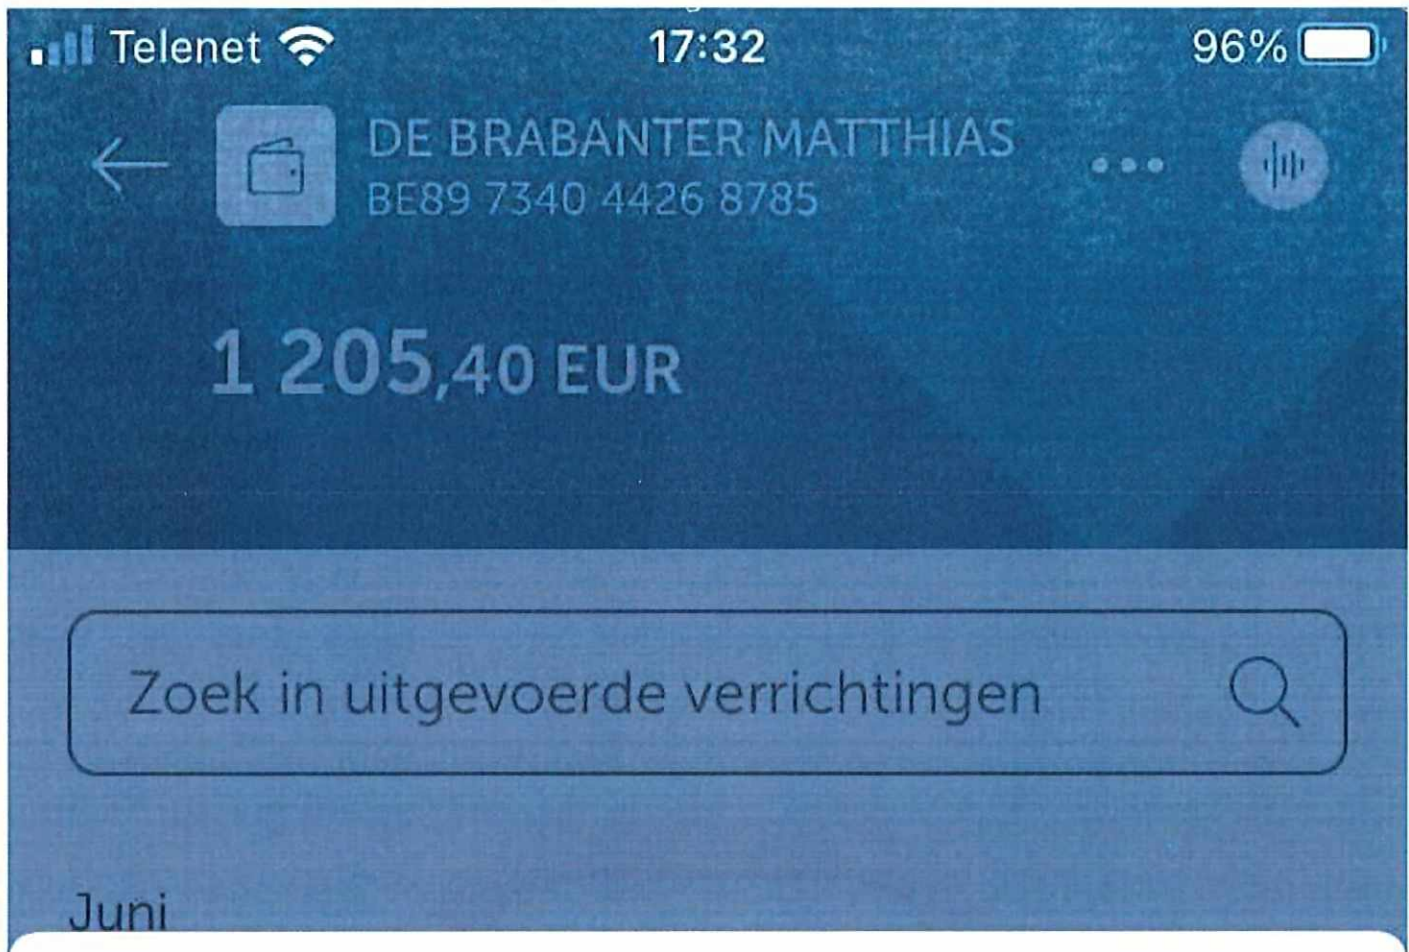 Telenet 17:32 96%
DE BRABANTER MATTHIAS
BE89 7340 4426 8785
1 205,40 EUR
Zoek in uitgevoerde verrichtingen
Juni